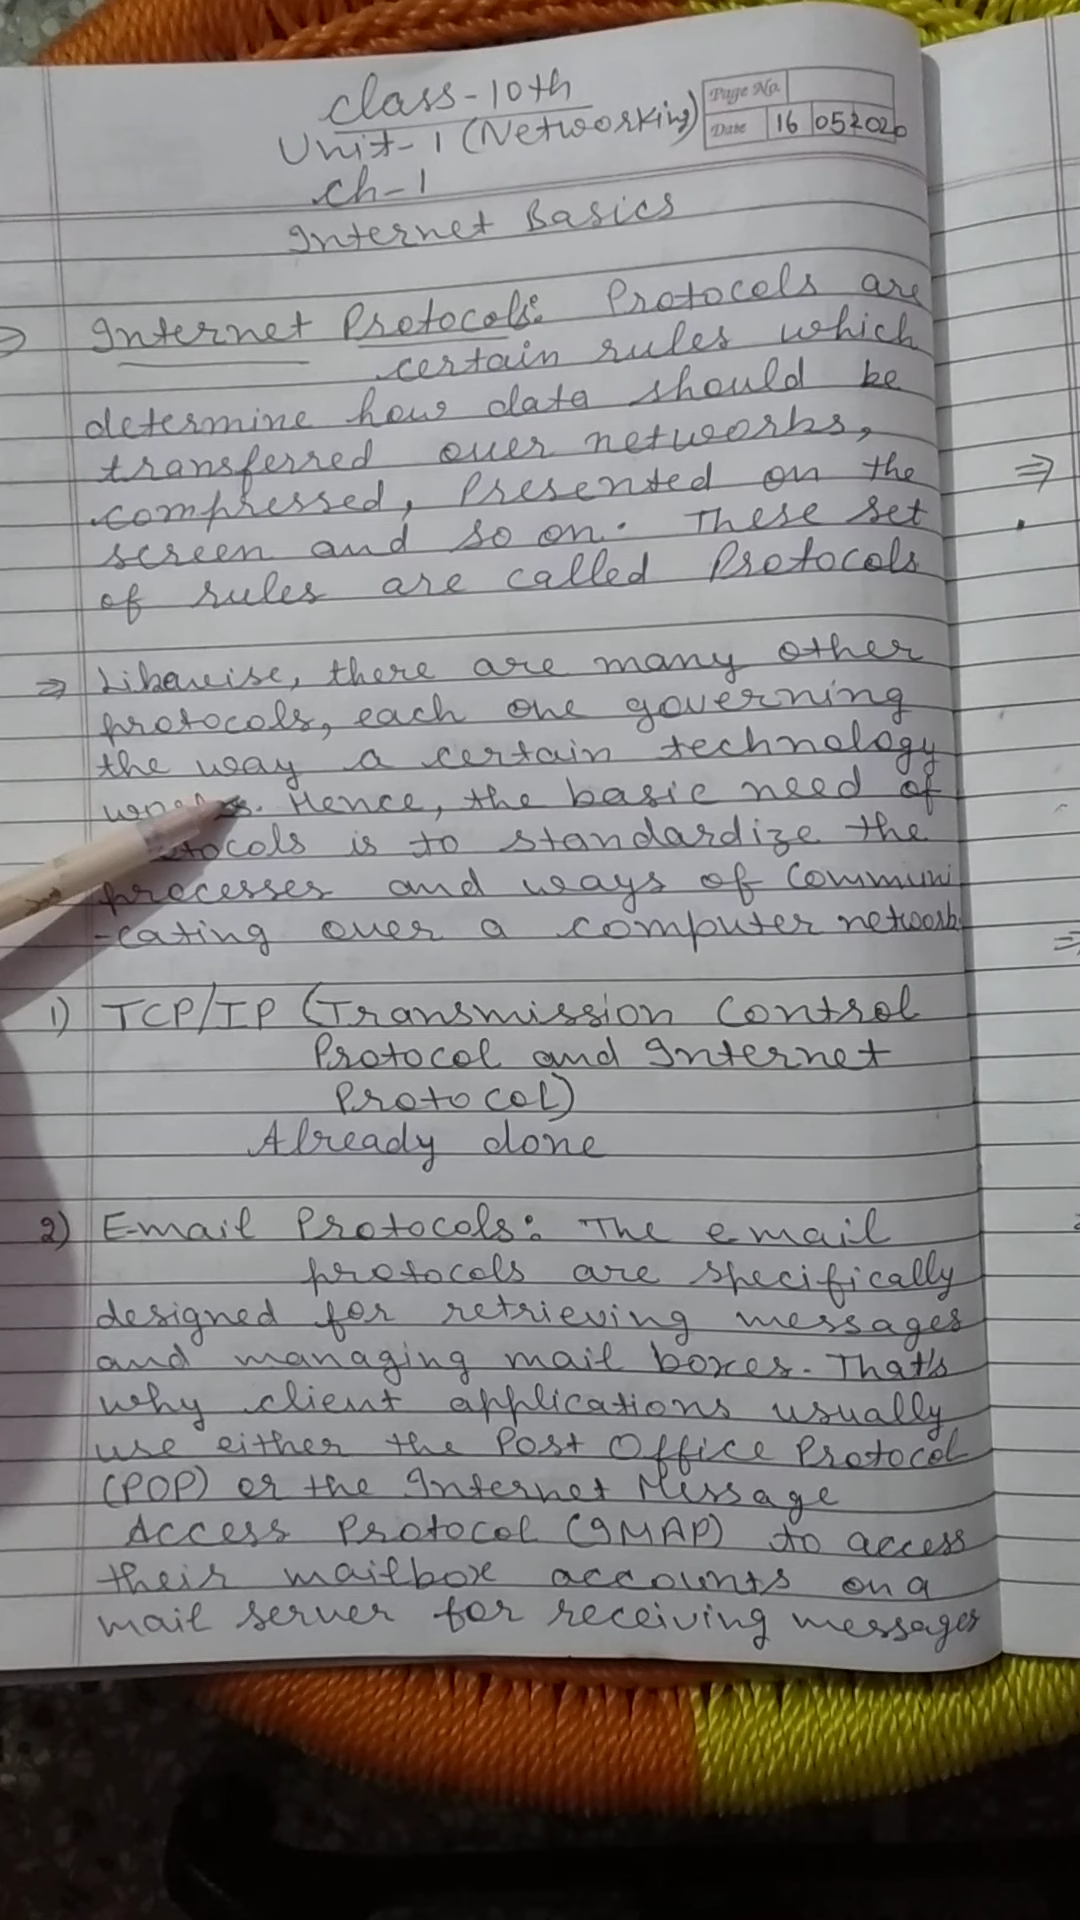 Class-10th
Unit-1 (Networking)
Page No.
Date 16 05 2020
Ch-1
Internet Basics
⇒ Internet Protocols: Protocols are
certain rules which
determine how data should be
transferred over networks,
compressed, Presented on the
screen and so on. These set
of rules are called Protocols
⇒ Likewise, there are many other
protocols, each one governing
the way a certain technology
Hence, the basic need of
is to standardize the
processes and ways of Communi
-cating over a computer network.
1) TCP/IP (Transmission Control
Protocol and Internet
Protocol)
Already done
2) E-mail Protocols: The e-mail
protocols are specifically
designed for retrieving messages
and managing mail boxes. That's
why client applications usually
use either the Post Office Protocol
(POP) or the Internet Message
Access Protocol (IMAP) to access
their mailbox accounts on a
mail server for receiving messages